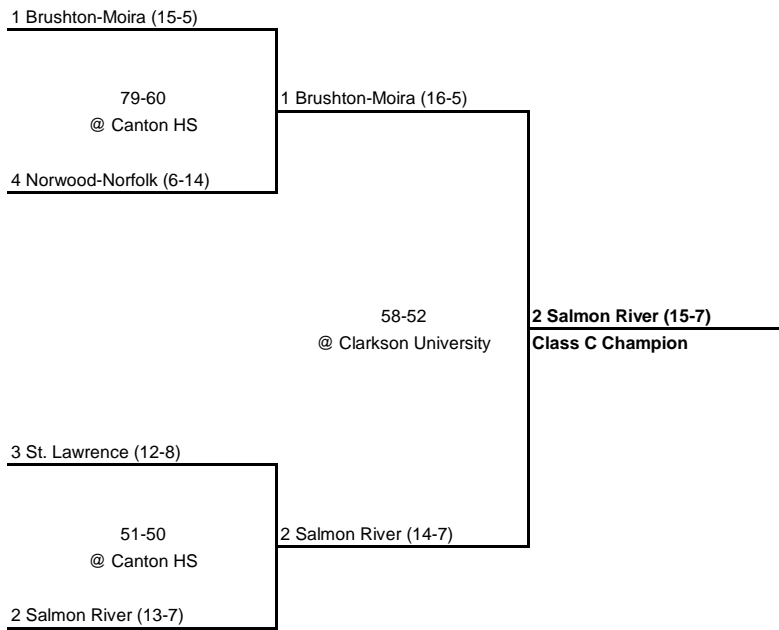 1 Brushton-Moira (15-5)
79-60
@ Canton HS
1 Brushton-Moira (16-5)
4 Norwood-Norfolk (6-14)
58-52
@ Clarkson University
2 Salmon River (15-7)
Class C Champion
3 St. Lawrence (12-8)
51-50
@ Canton HS
2 Salmon River (14-7)
2 Salmon River (13-7)